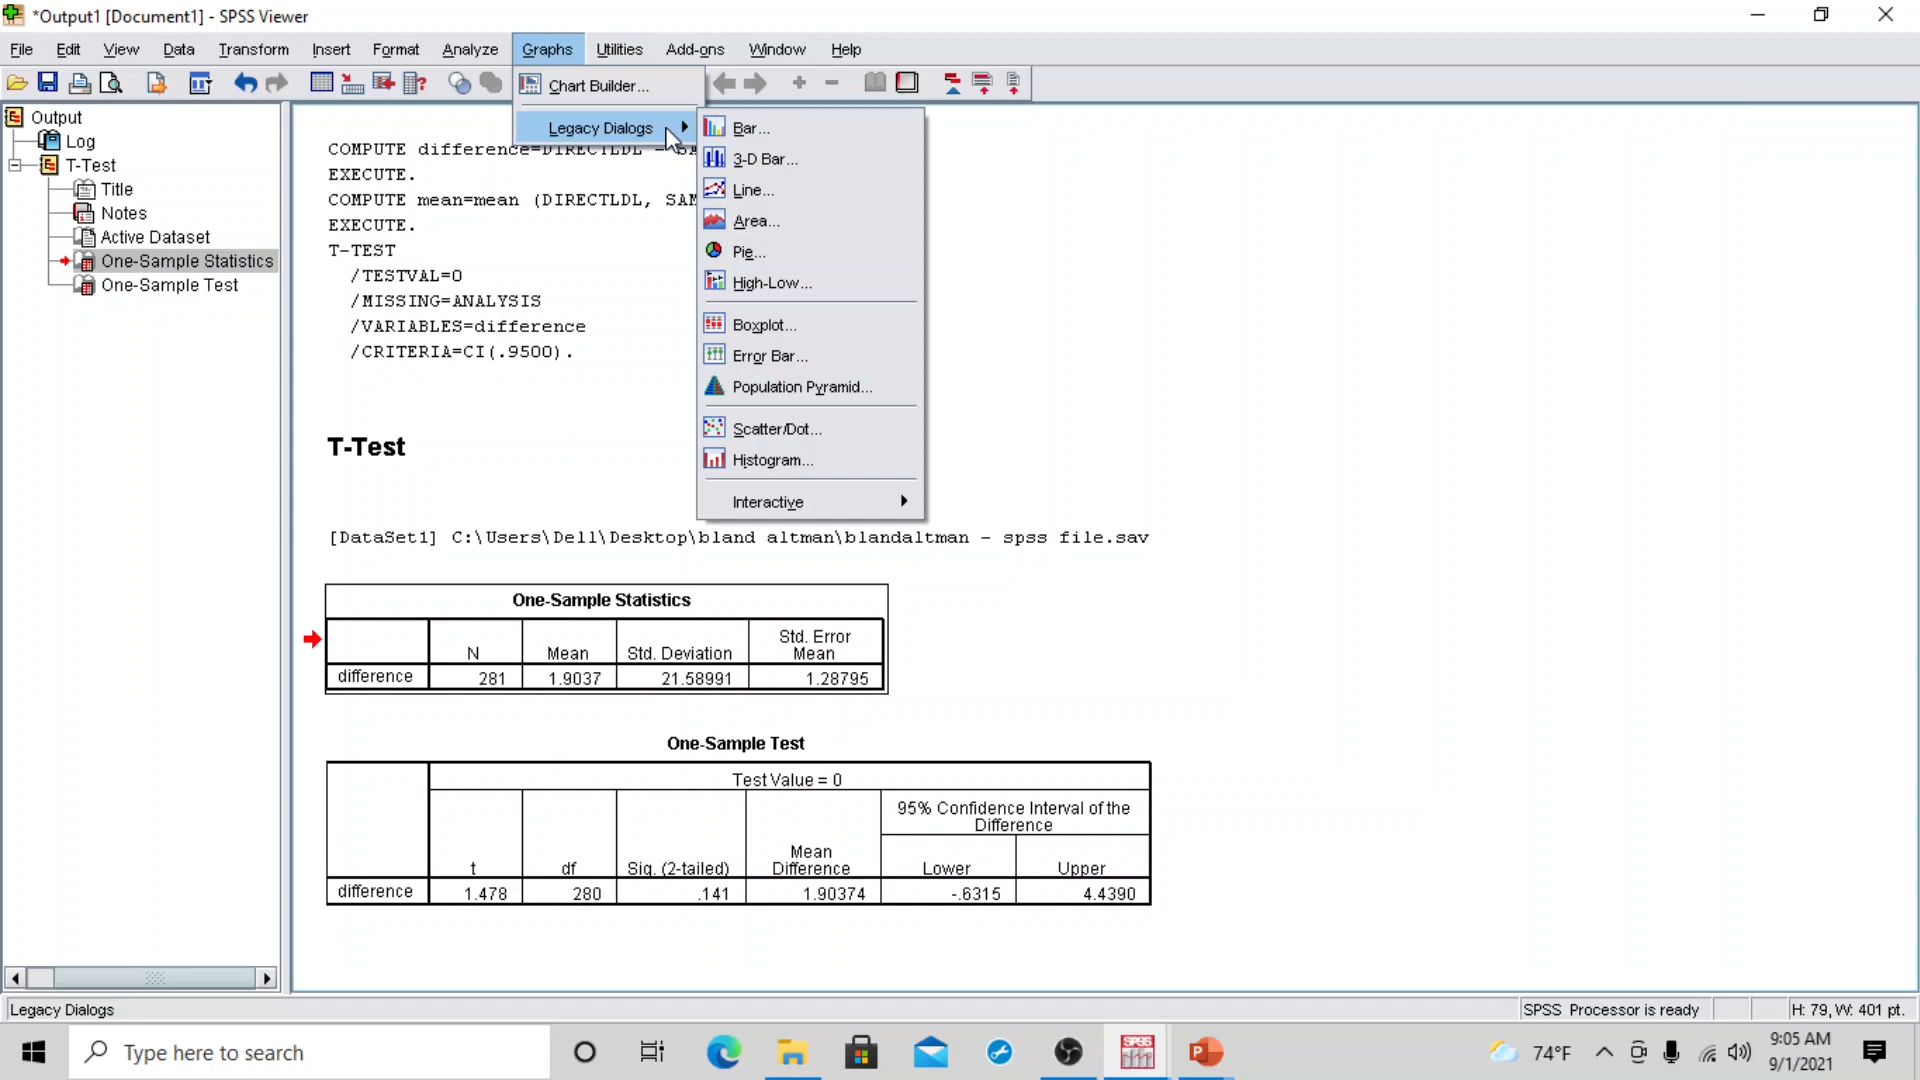 *Output1 [Document1] - SPSS Viewer
File Edit View Data Transform Insert Format Analyze Graphs Utilities Add-ons Window Help
Chart Builder...
Legacy Dialogs
Bar...
3-D Bar...
Line...
Area...
Pie...
High-Low...
Boxplot...
Error Bar...
Population Pyramid...
Scatter/Dot...
Histogram...
Interactive
Output
Log
T-Test
Title
Notes
Active Dataset
One-Sample Statistics
One-Sample Test
COMPUTE difference=DIRECTLDL - SA
EXECUTE.
COMPUTE mean=mean (DIRECTLDL, SAM
EXECUTE.
T-TEST
/TESTVAL=0
/MISSING=ANALYSIS
/VARIABLES=difference
/CRITERIA=CI(.9500).
T-Test
[DataSet1] C:\Users\Dell\Desktop\bland altman\blandaltman - spss file.sav
One-Sample Statistics
N Mean Std. Deviation Std. Error Mean
difference 281 1.9037 21.58991 1.28795
One-Sample Test
Test Value = 0
95% Confidence Interval of the Difference
t df Sig. (2-tailed) Mean Difference Lower Upper
difference 1.478 280 .141 1.90374 -.6315 4.4390
Legacy Dialogs SPSS Processor is ready H: 79, W: 401 pt.
Type here to search
SPSS
74°F
9:05 AM
9/1/2021